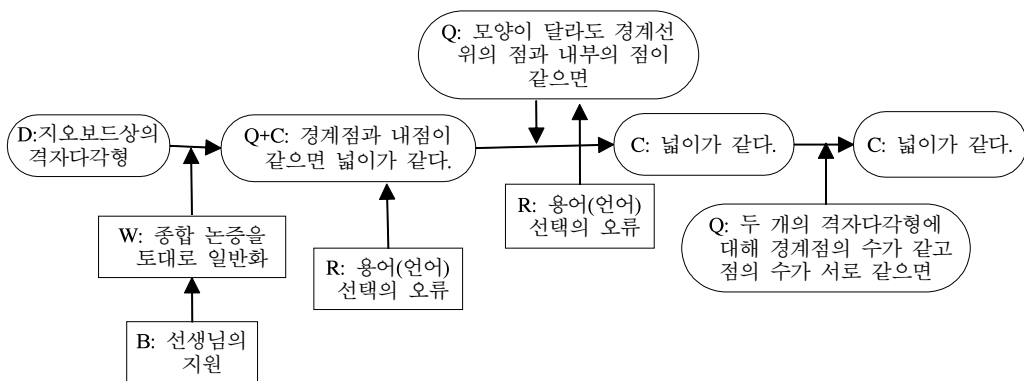 Q: 모양이 달라도 경계선
위의 점과 내부의 점이
같으면
D:지오보드상의
격자다각형
Q+C: 경계점과 내점이
같으면 넓이가 같다.
C: 넓이가 같다.
C: 넓이가 같다.
W: 종합 논증을
토대로 일반화
R: 용어(언어)
선택의 오류
R: 용어(언어)
선택의 오류
Q: 두 개의 격자다각형에
대해 경계점의 수가 같고
점의 수가 서로 같으면
B: 선생님의
지원